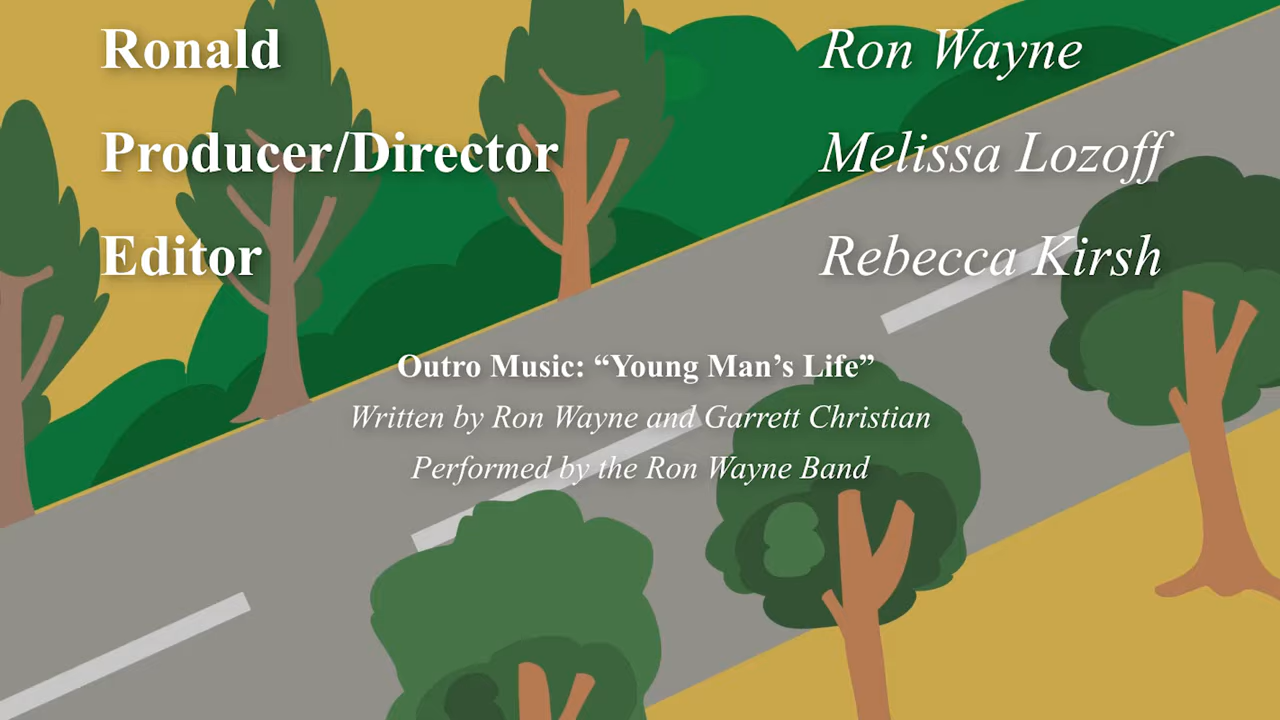 Ronald Ron Wayne
Producer/Director Melissa Lozoff
Editor Rebecca Kirsh
Outro Music: “Young Man’s Life”
Written by Ron Wayne and Garrett Christian
Performed by the Ron Wayne Band